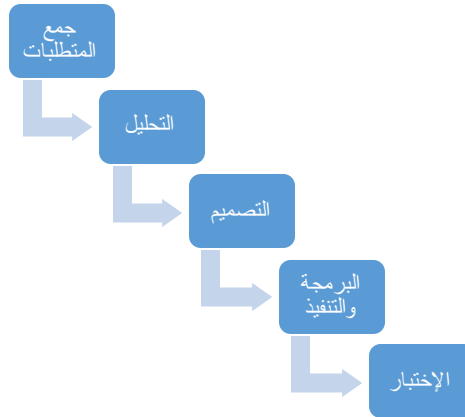 جمع
المتطلبات
التحليل
التصميم
البرمجة
والتنفيذ
الإختبار